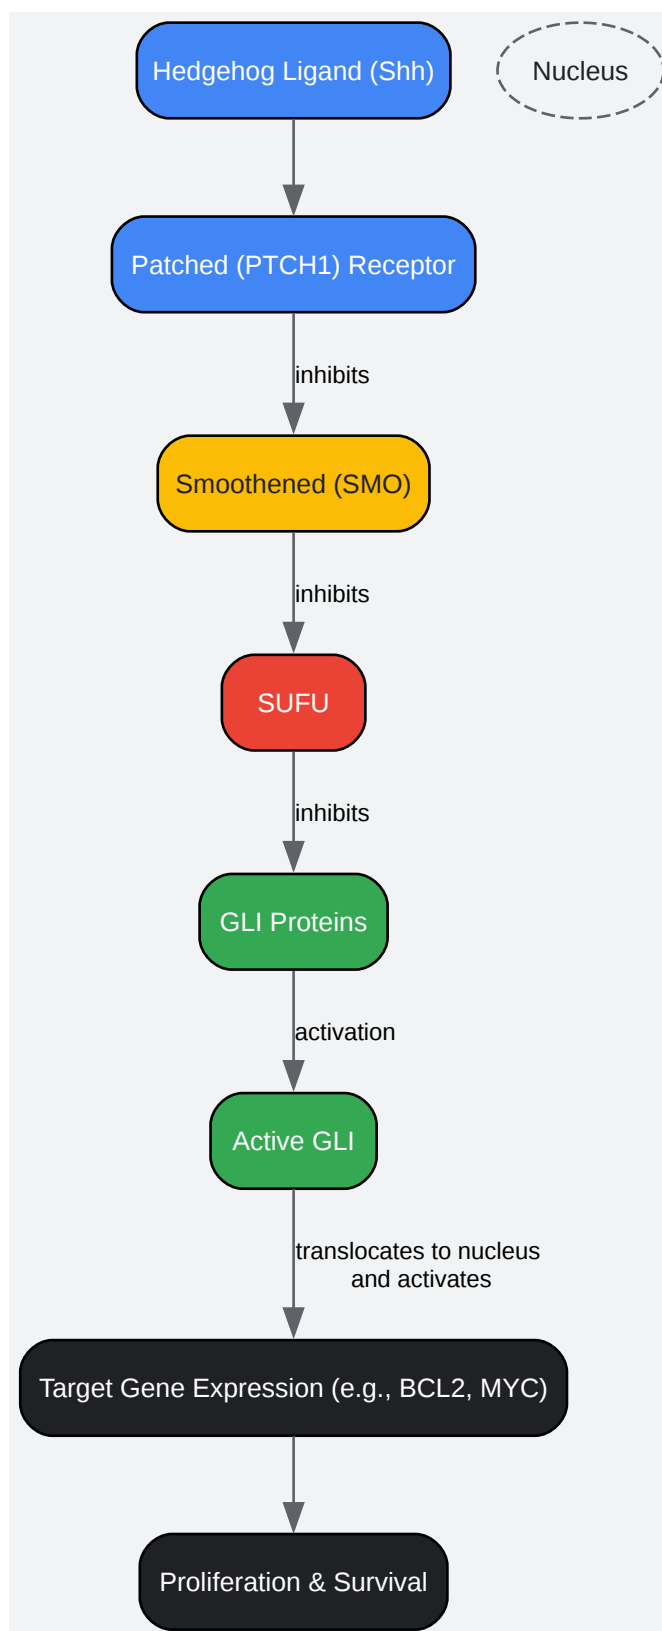 Hedgehog Ligand (Shh)
Nucleus
Patched (PTCH1) Receptor
inhibits
Smoothened (SMO)
inhibits
SUFU
inhibits
GLI Proteins
activation
Active GLI
translocates to nucleus
and activates
Target Gene Expression (e.g., BCL2, MYC)
Proliferation & Survival